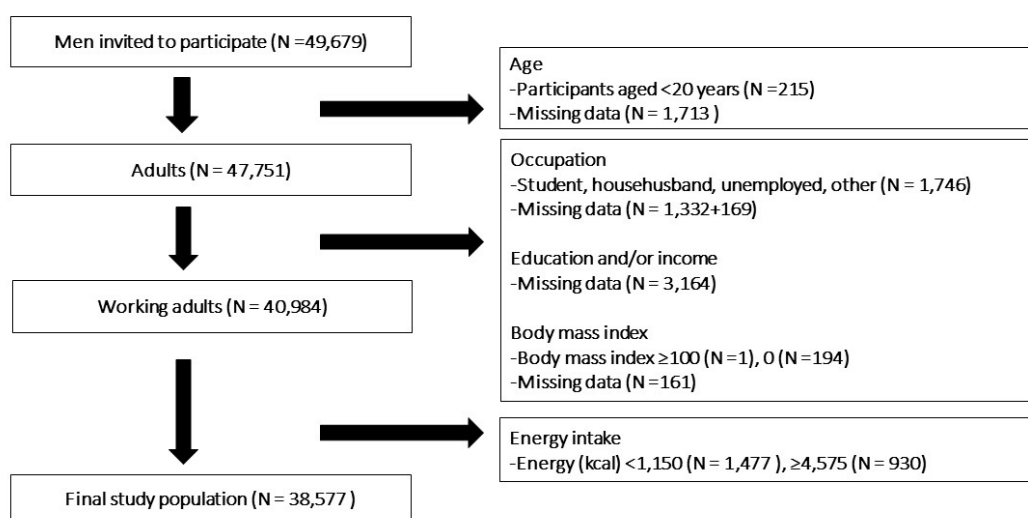 Men invited to participate (N =49,679)
Age
-Participants aged <20 years (N =215)
-Missing data (N = 1,713 )
Adults (N = 47,751)
Occupation
-Student, househusband, unemployed, other (N = 1,746)
-Missing data (N = 1,332+169)
Education and/or income
-Missing data (N = 3,164)
Body mass index
-Body mass index ≥100 (N =1), 0 (N =194)
-Missing data (N =161)
Working adults (N = 40,984)
Energy intake
-Energy (kcal) <1,150 (N = 1,477 ), ≥4,575 (N = 930)
Final study population (N = 38,577 )